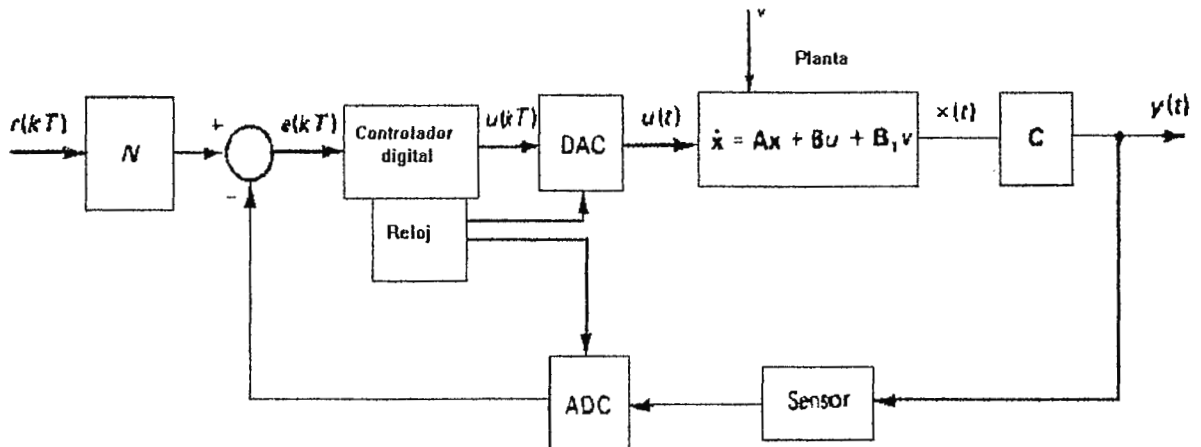 v
Planta
r(kT)
N
+
-
e(kT)
Controlador
digital
Reloj
u(kT)
DAC
u(t)
ẋ = Ax + Bu + B₁v
x(t)
C
y(t)
ADC
Sensor